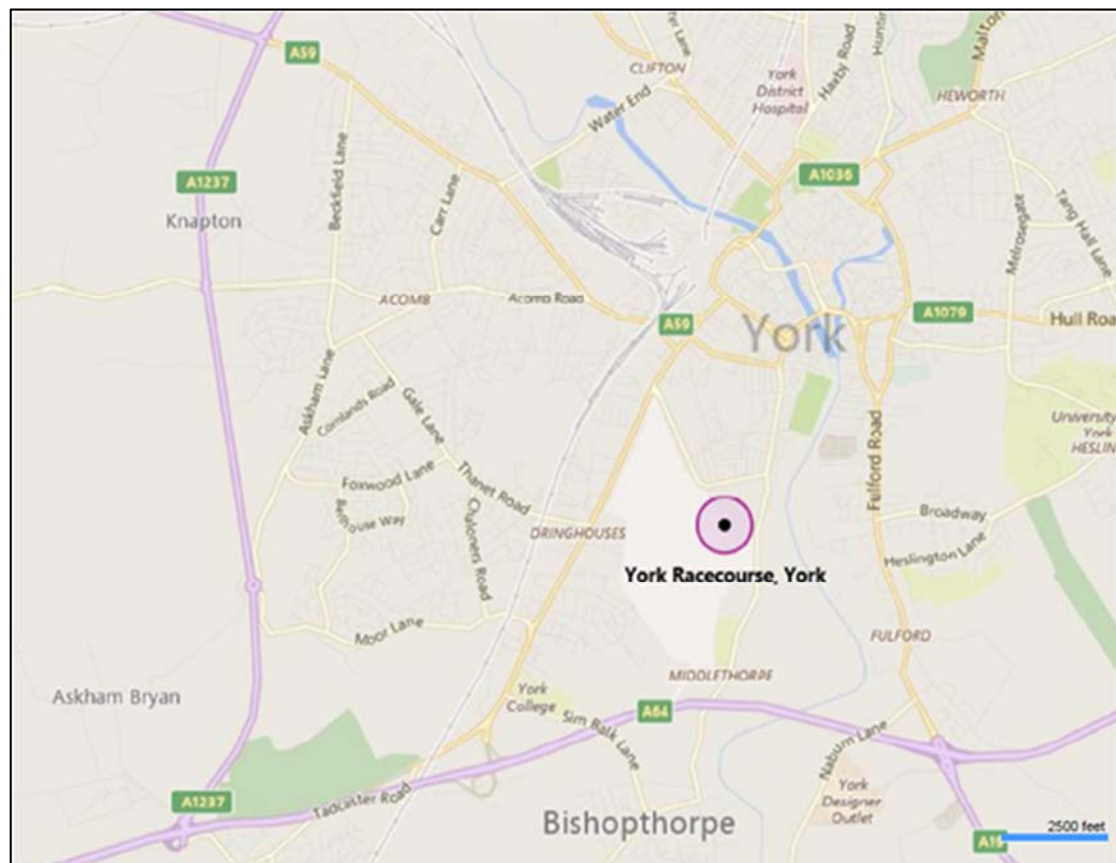 A59
CLIFTON
York
District
Hospital
Haxby Road
Malton
HEWORTH
Water End
A1036
A1237
Knapton
Beckfield Lane
Carr Lane
Melrosegate
Tang Hall Lane
ACOMB
Acomb Road
A59
York
A1079
Hull Roa
Askham Lane
Cornlands Road
Gale Lane
Foxwood Lane
Thanet Road
Bellhouse Way
Chaloners Road
DRINGHOUSES
Fulford Road
University
York
HESLIN
Broadway
Heslington Lane
York Racecourse, York
Moor Lane
FULFORD
MIDDLETHORPE
Askham Bryan
York
College
Sim Balk Lane
A64
Naburn Lane
A1237
Tadcaster Road
Bishopthorpe
York
Designer
Outlet
2500 feet